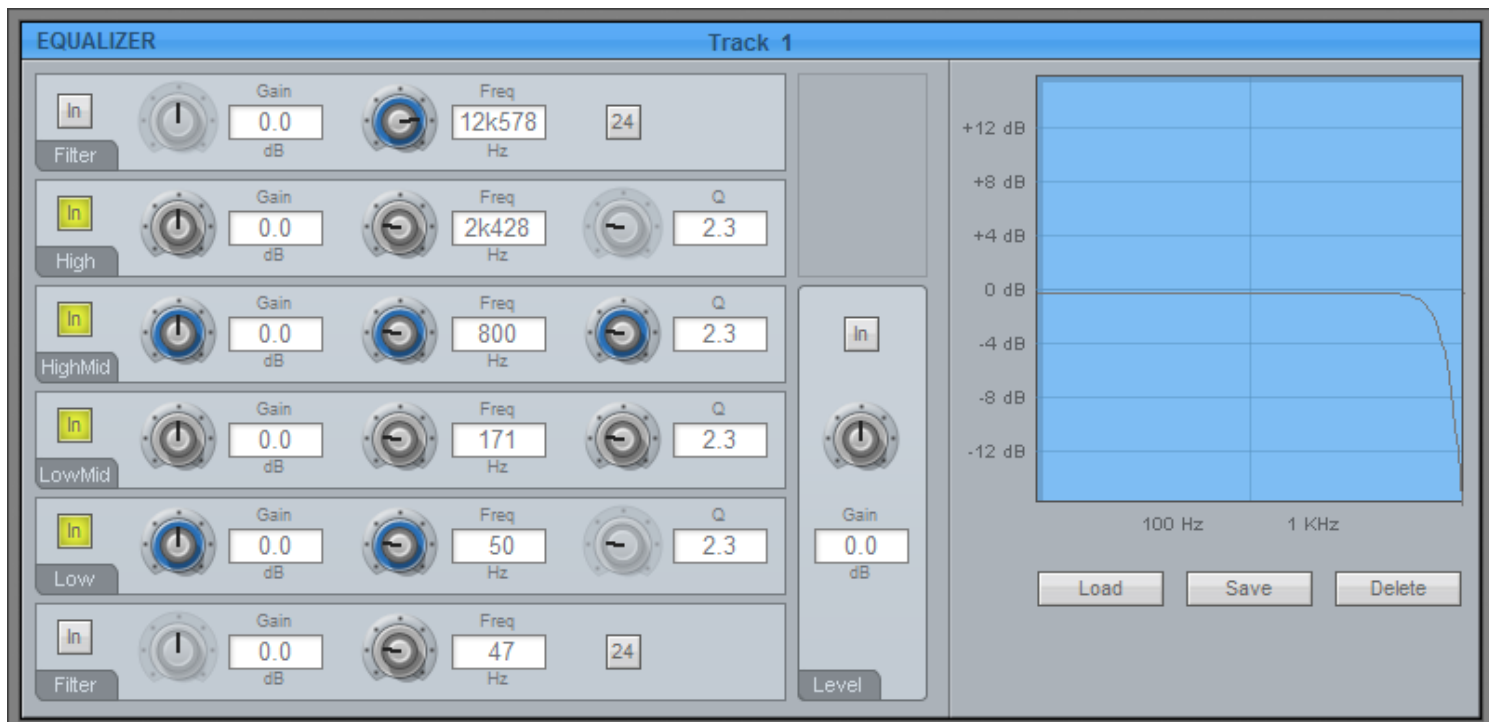 EQUALIZER Track 1
In Gain Freq
0.0 12k578 24
Filter dB Hz
In Gain Freq Q
0.0 2k428 2.3
High dB Hz
In Gain Freq Q
0.0 800 2.3
HighMid dB Hz
In Gain Freq Q
0.0 171 2.3
LowMid dB Hz
In Gain Freq Q
0.0 50 2.3
Low dB Hz
In Gain Freq
0.0 47 24
Filter dB Hz
In
Gain
0.0
dB
Level
+12 dB
+8 dB
+4 dB
0 dB
-4 dB
-8 dB
-12 dB
100 Hz 1 KHz
Load Save Delete